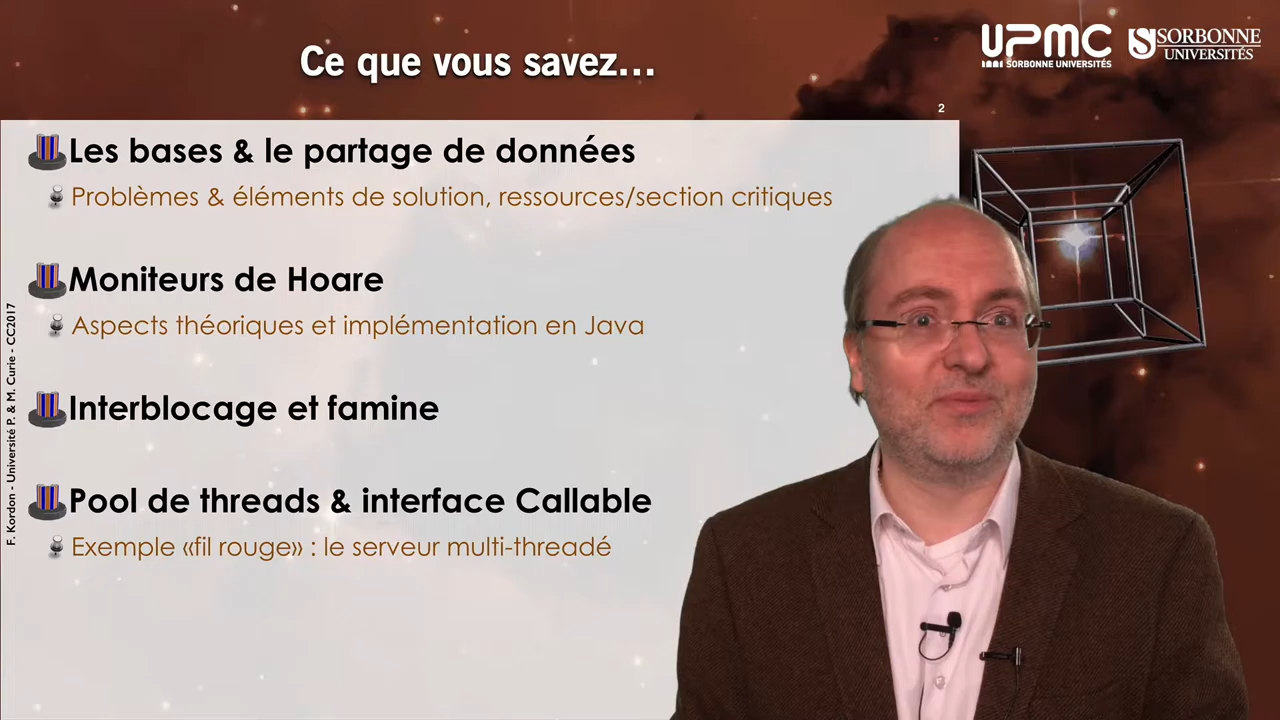 Ce que vous savez...
UPMC
SORBONNE UNIVERSITÉS
SORBONNE
UNIVERSITÉS
2
Les bases & le partage de données
Problèmes & éléments de solution, ressources/section critiques
Moniteurs de Hoare
Aspects théoriques et implémentation en Java
Interblocage et famine
Pool de threads & interface Callable
Exemple «fil rouge» : le serveur multi-threadé
F. Kordon - Université P. & M. Curie - CC2017